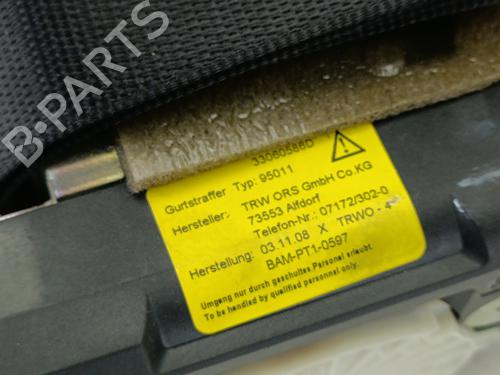 B-PARTS
33060586D
Gurtstraffer Typ: 95011
Hersteller: TRW ORS GmbH Co.KG
73553 Alfdorf
Telefon-Nr.: 07172/302-0
Herstellung: 03.11.08 X TRWO - 4
BAM-PT1-0597
Umgang nur durch geschultes Personal erlaubt.
To be handled by qualified personnel only.